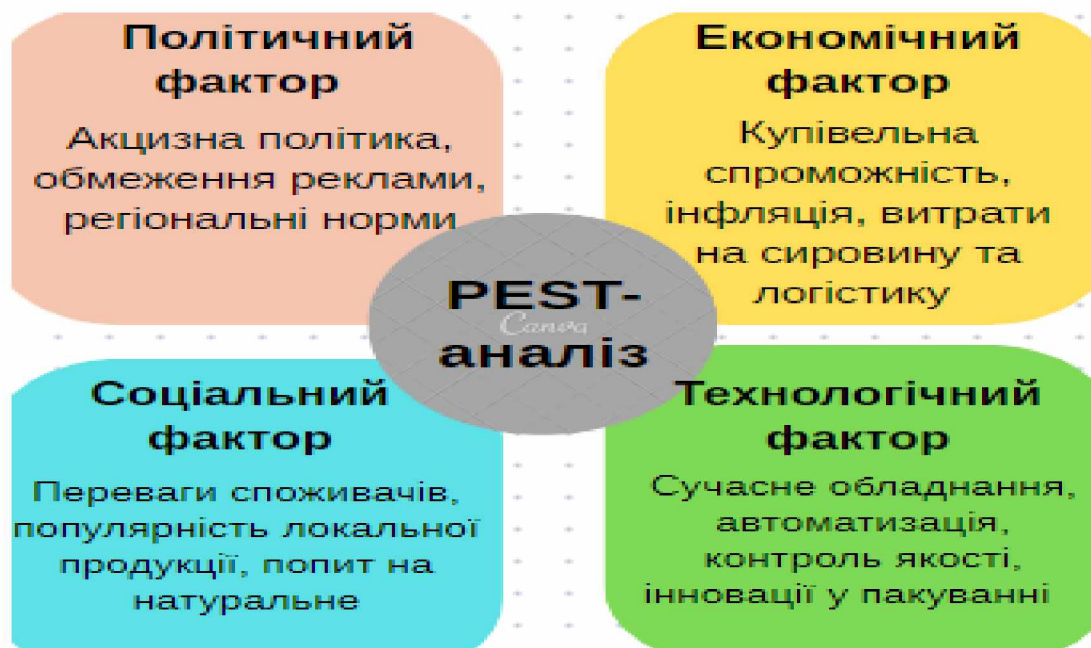 Політичний
фактор
Акцизна політика,
обмеження реклами,
регіональні норми
Економічний
фактор
Купівельна
спроможність,
інфляція, витрати
на сировину та
логістику
PEST-
Canva
аналіз
Соціальний
фактор
Переваги споживачів,
популярність локальної
продукції, попит на
натуральне
Технологічний
фактор
Сучасне обладнання,
автоматизація,
контроль якості,
інновації у пакуванні